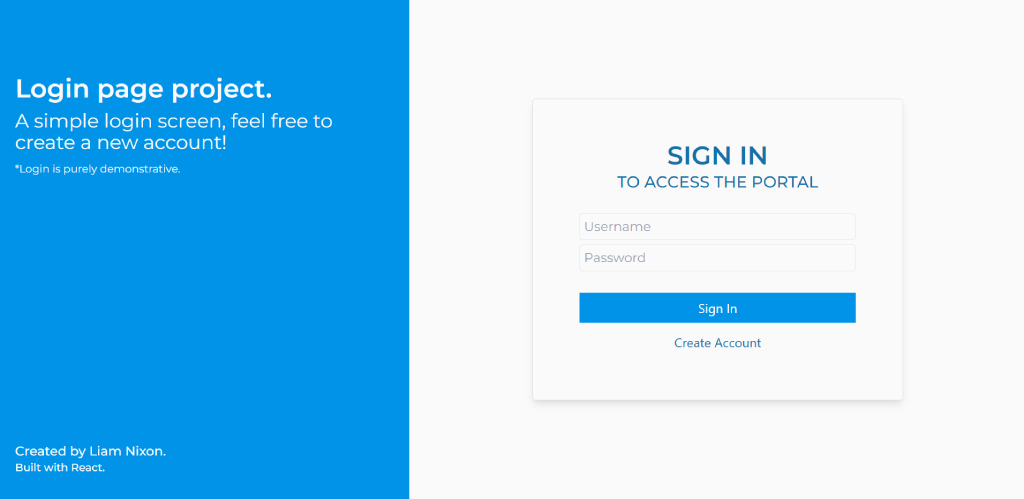 Login page project.
A simple login screen, feel free to
create a new account!
*Login is purely demonstrative.
Created by Liam Nixon.
Built with React.
SIGN IN
TO ACCESS THE PORTAL
Username
Password
Sign In
Create Account